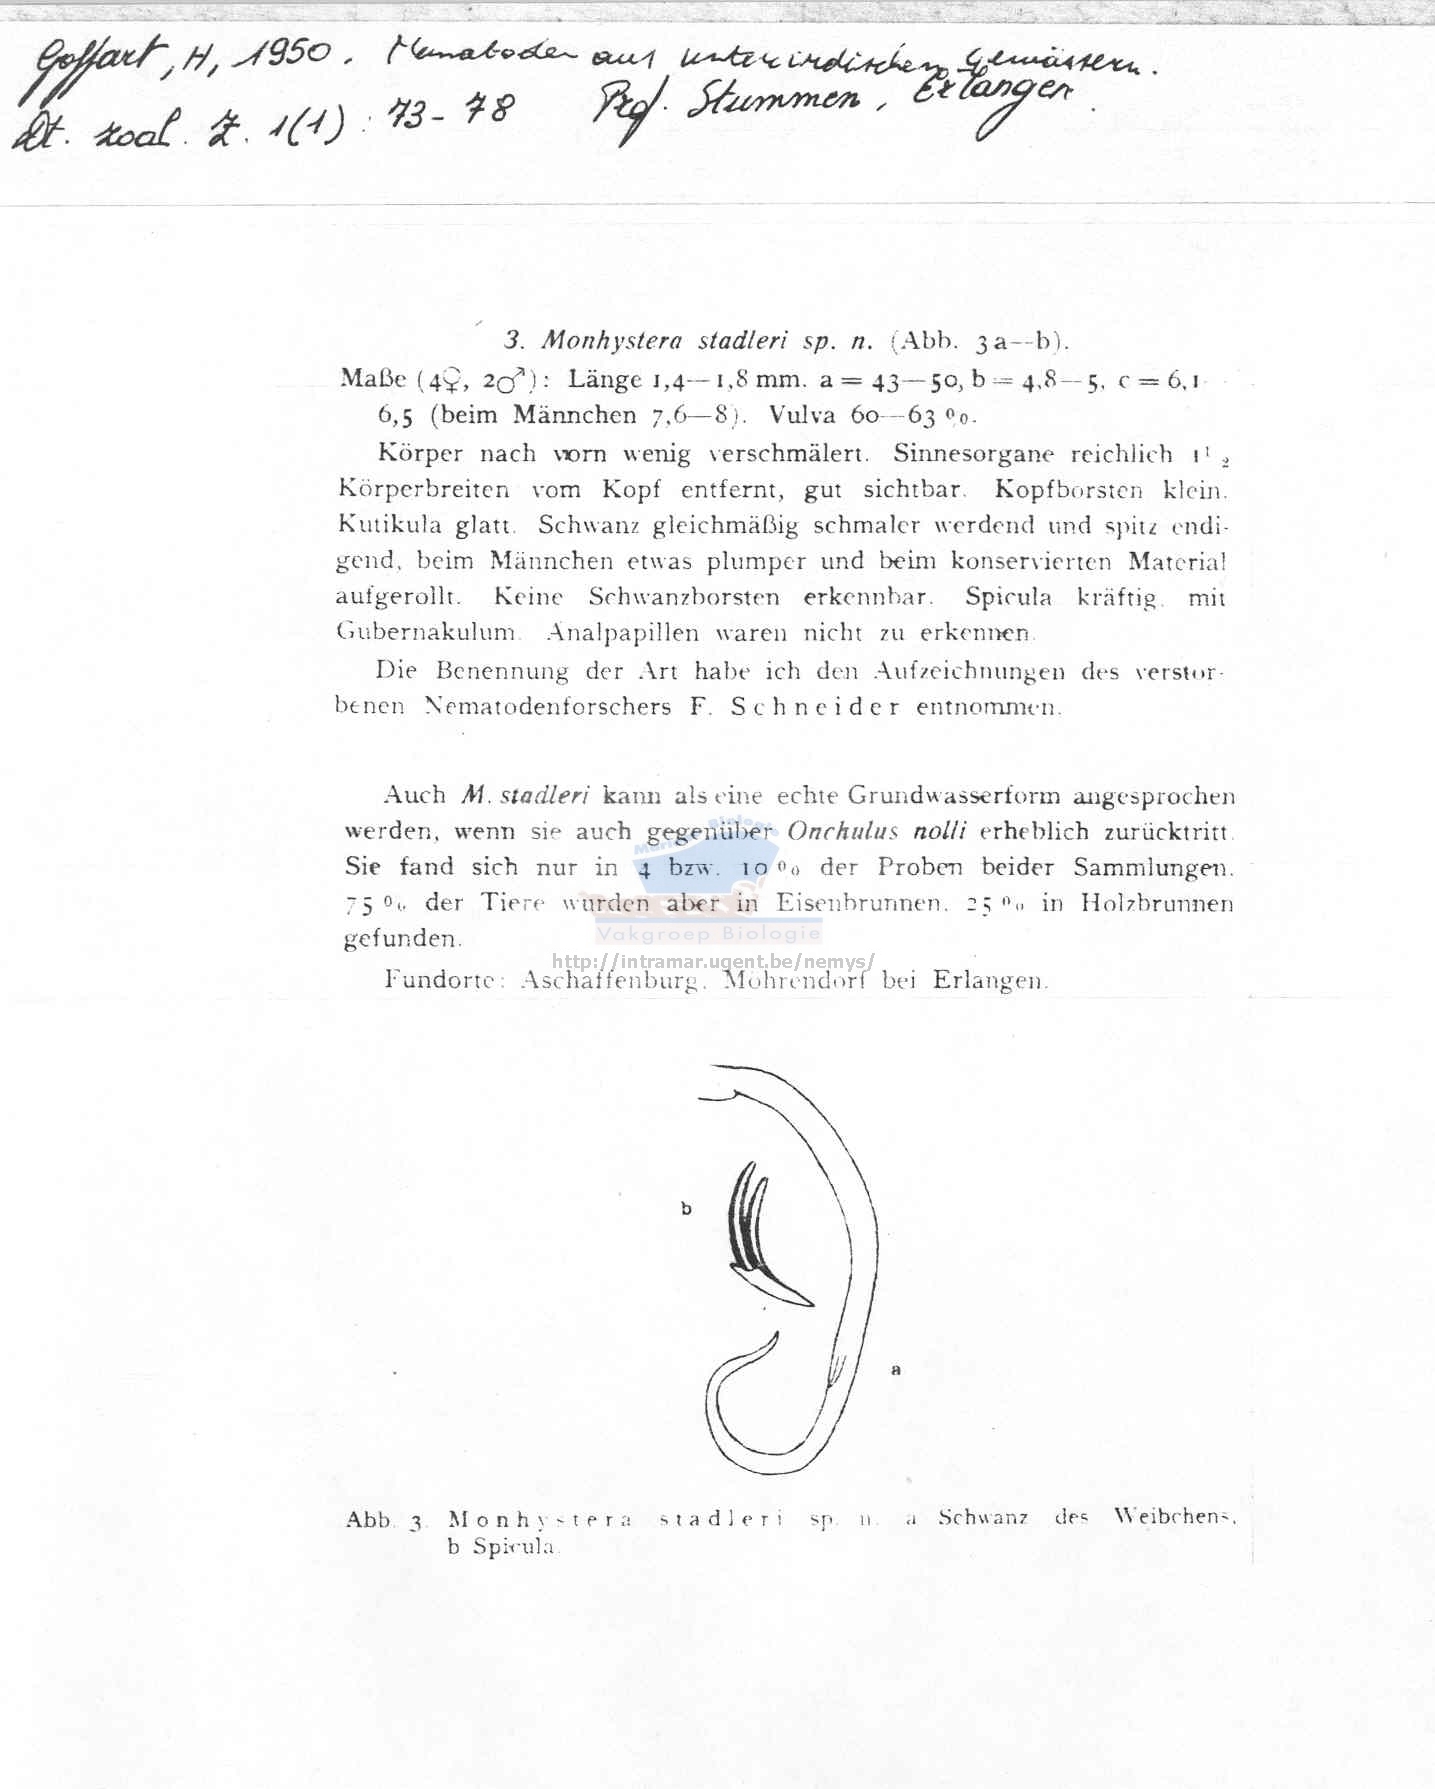 Goffart, H, 1950. Nematoden aus unterirdischen Gewässern.
Dt. zool. Z. 1(1): 73-78 Prof. Stummen, Erlangen.
3. Monhystera stadleri sp. n. (Abb. 3a—b).
Maße (4♀, 2♂): Länge 1,4—1,8 mm. a = 43—50, b = 4,8—5, c = 6,1
6,5 (beim Männchen 7,6—8). Vulva 60—63 %.
Körper nach vorn wenig verschmälert. Sinnesorgane reichlich 1½
Körperbreiten vom Kopf entfernt, gut sichtbar. Kopfborsten klein.
Kutikula glatt. Schwanz gleichmäßig schmaler werdend und spitz endi-
gend, beim Männchen etwas plumper und beim konservierten Material
aufgerollt. Keine Schwanzborsten erkennbar. Spicula kräftig, mit
Gubernakulum. Analpapillen waren nicht zu erkennen.
Die Benennung der Art habe ich den Aufzeichnungen des verstor-
benen Nematodenforschers F. Schneider entnommen.
Auch M. stadleri kann als eine echte Grundwasserform angesprochen
werden, wenn sie auch gegenüber Onchulus nolli erheblich zurücktritt.
Sie fand sich nur in 4 bzw. 10 % der Proben beider Sammlungen.
75 % der Tiere wurden aber in Eisenbrunnen, 25 % in Holzbrunnen
gefunden.
Vakgroep Biologie
http://intramar.ugent.be/nemys/
Fundorte: Aschaffenburg, Möhrendorf bei Erlangen.
b
a
Abb. 3. Monhystera stadleri sp. n. a Schwanz des Weibchens,
b Spicula.